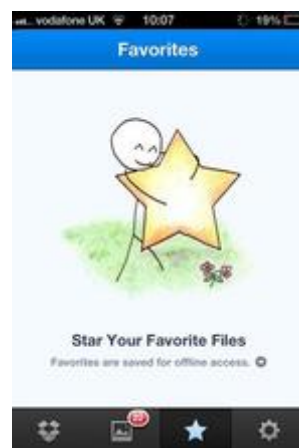 vodafone UK 10:07 19%
Favorites
Star Your Favorite Files
Favorites are saved for offline access.